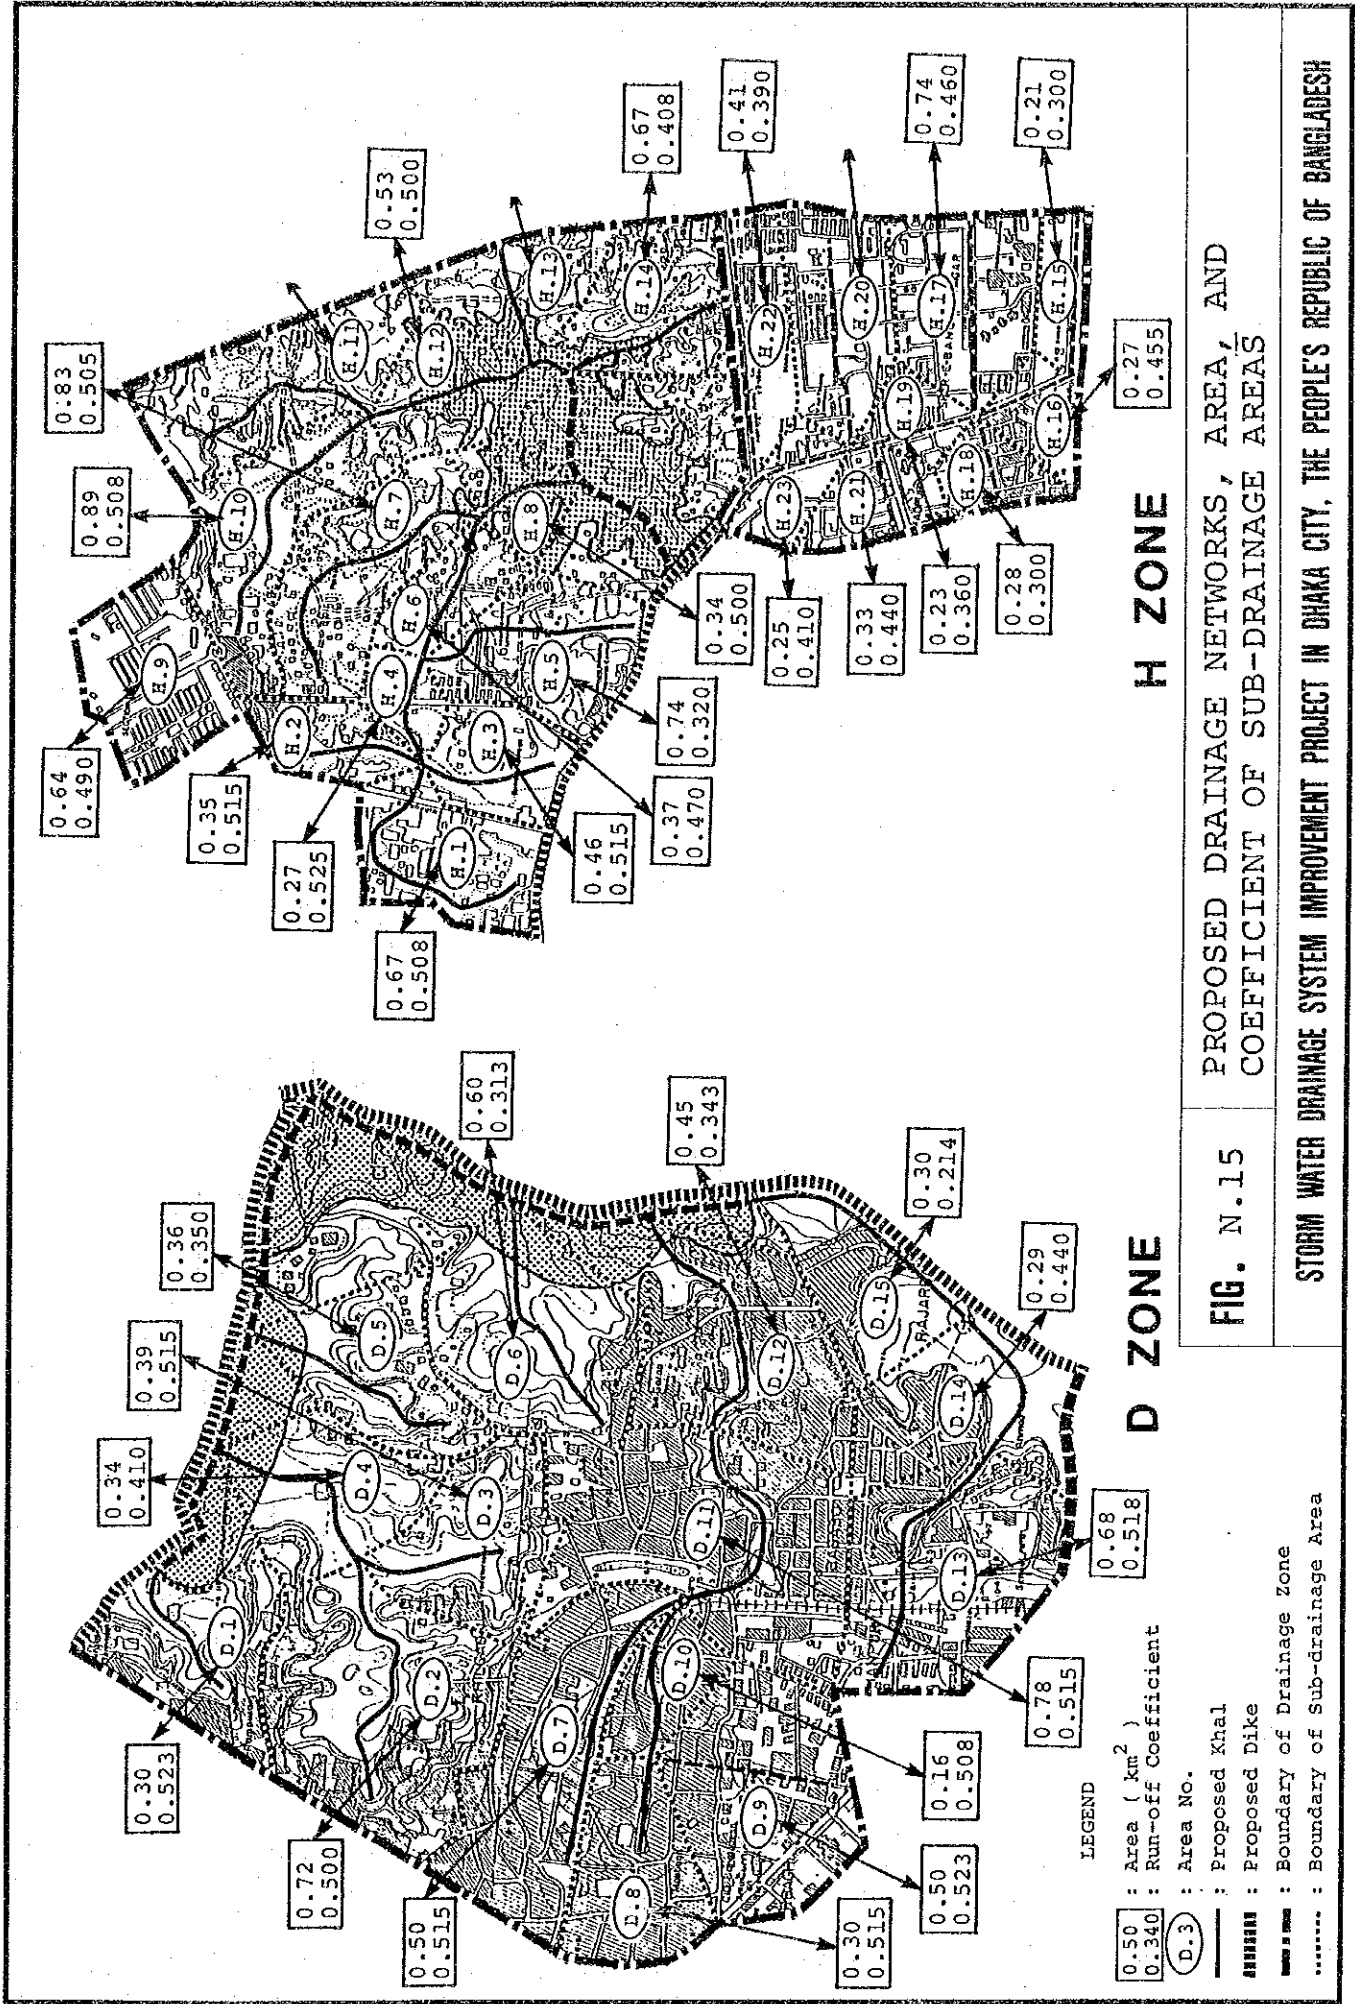 0.30
0.523
0.34
0.410
0.39
0.515
0.36
0.350
0.60
0.313
0.72
0.500
0.50
0.515
0.45
0.343
0.30
0.214
0.29
0.440
0.68
0.518
0.78
0.515
0.16
0.508
0.50
0.523
0.30
0.515
D.1
D.2
D.3
D.4
D.5
D.6
D.7
D.8
D.9
D.10
D.11
D.12
D.13
D.14
D.15
RAJAR
D ZONE
0.64
0.490
0.89
0.508
0.83
0.505
0.53
0.500
0.67
0.408
0.41
0.390
0.74
0.460
0.21
0.300
0.27
0.455
0.35
0.515
0.27
0.525
0.67
0.508
0.46
0.515
0.37
0.470
0.74
0.320
0.34
0.500
0.25
0.410
0.33
0.440
0.23
0.360
0.28
0.300
H.1
H.2
H.3
H.4
H.5
H.6
H.7
H.8
H.9
H.10
H.11
H.12
H.13
H.14
H.15
H.16
H.17
H.18
H.19
H.20
H.21
H.22
H.23
H ZONE
LEGEND
0.50 : Area ( km2 )
0.340 : Run-off Coefficient
D.3 : Area No.
: Proposed Khal
: Proposed Dike
: Boundary of Drainage Zone
: Boundary of Sub-drainage Area
FIG. N.15
PROPOSED DRAINAGE NETWORKS, AREA, AND
COEFFICIENT OF SUB-DRAINAGE AREAS
STORM WATER DRAINAGE SYSTEM IMPROVEMENT PROJECT IN DHAKA CITY, THE PEOPLE'S REPUBLIC OF BANGLADESH